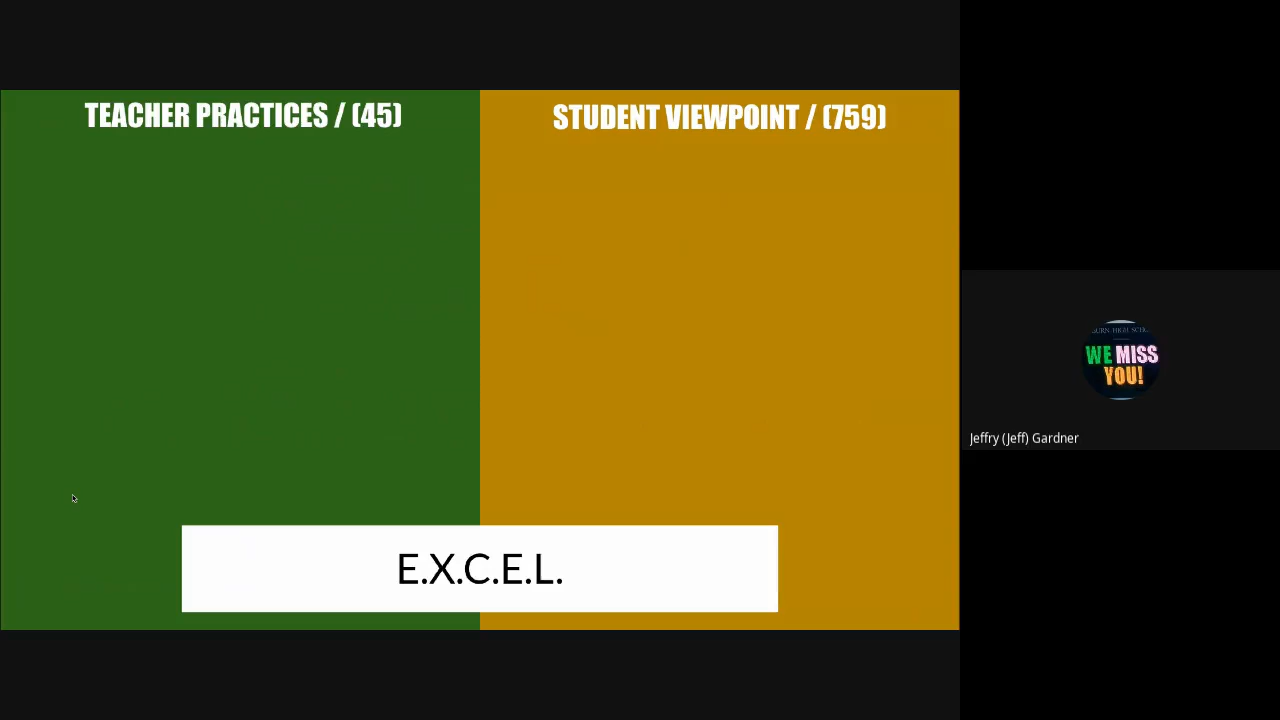 TEACHER PRACTICES / (45)
STUDENT VIEWPOINT / (759)
E.X.C.E.L.
WE MISS
YOU!
Jeffry (Jeff) Gardner